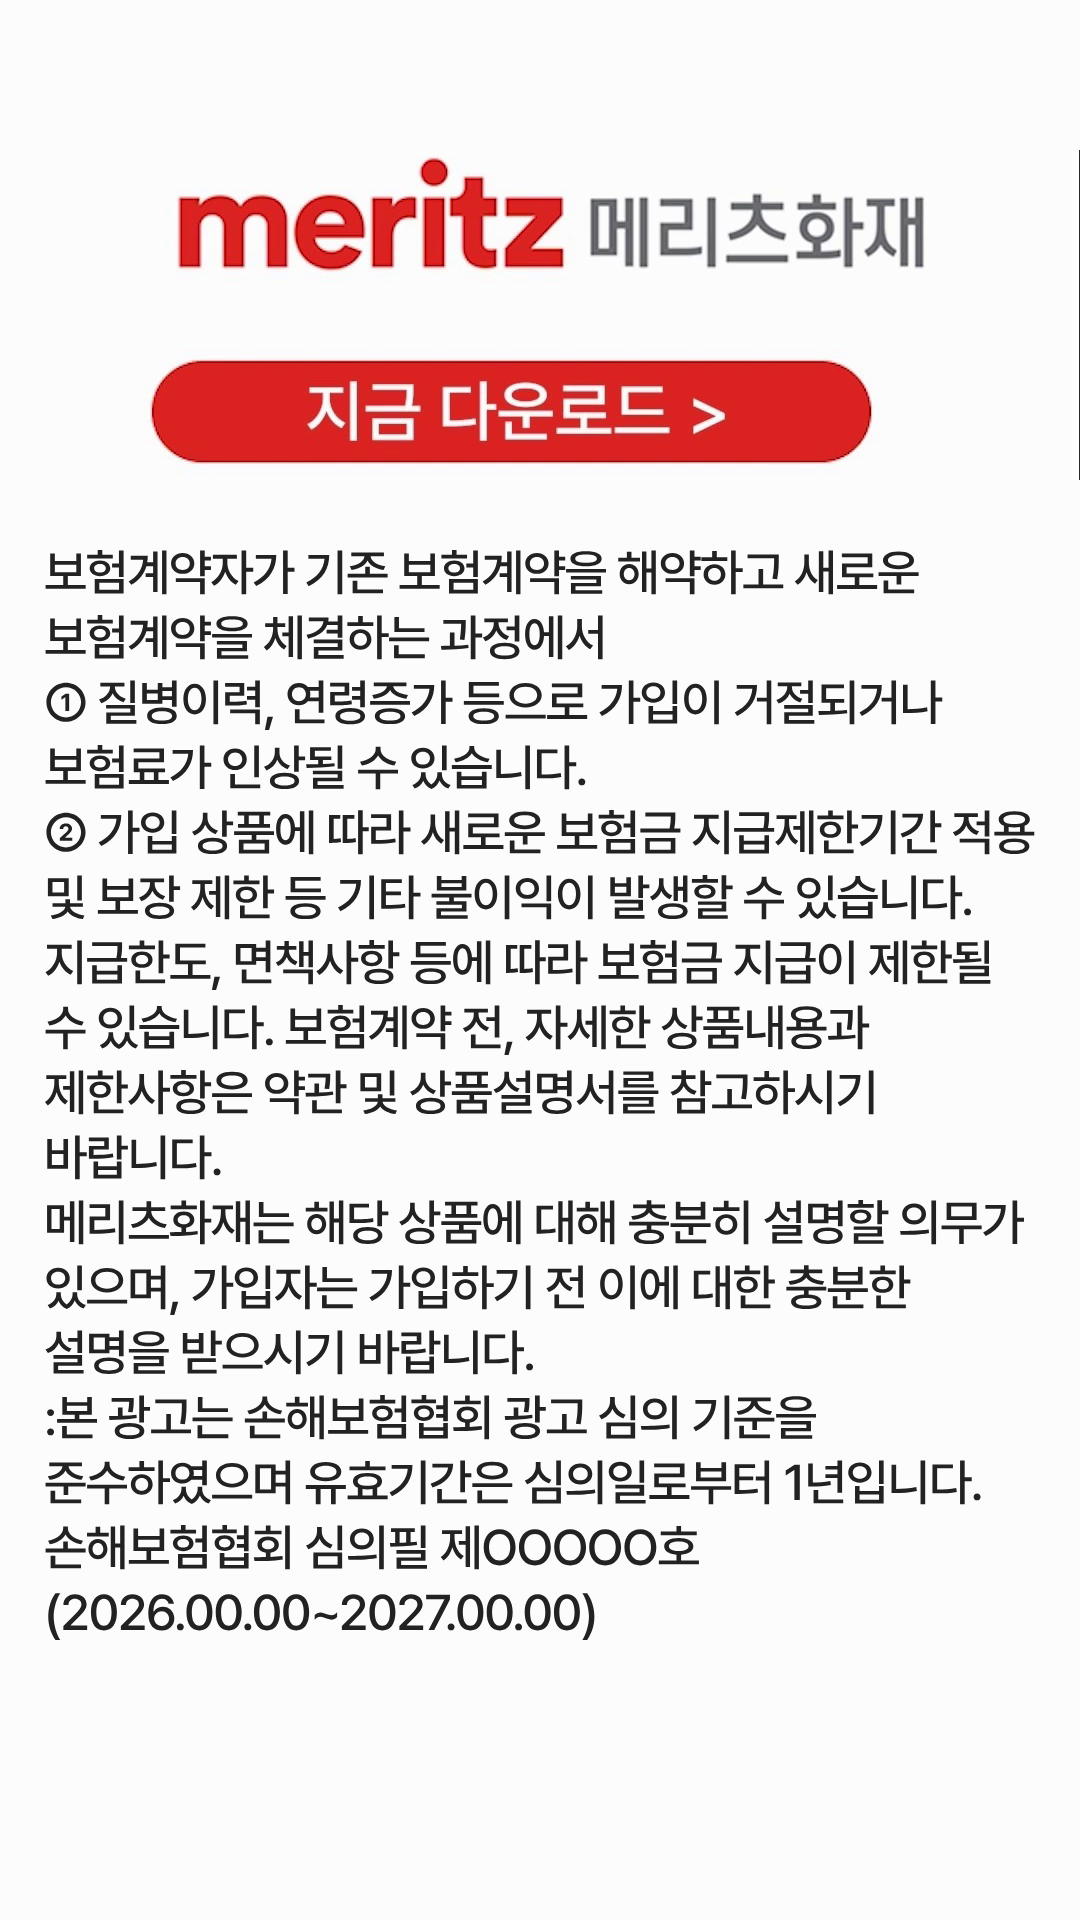 meritz 메리츠화재
지금 다운로드 >
보험계약자가 기존 보험계약을 해약하고 새로운
보험계약을 체결하는 과정에서
① 질병이력, 연령증가 등으로 가입이 거절되거나
보험료가 인상될 수 있습니다.
② 가입 상품에 따라 새로운 보험금 지급제한기간 적용
및 보장 제한 등 기타 불이익이 발생할 수 있습니다.
지급한도, 면책사항 등에 따라 보험금 지급이 제한될
수 있습니다. 보험계약 전, 자세한 상품내용과
제한사항은 약관 및 상품설명서를 참고하시기
바랍니다.
메리츠화재는 해당 상품에 대해 충분히 설명할 의무가
있으며, 가입자는 가입하기 전 이에 대한 충분한
설명을 받으시기 바랍니다.
:본 광고는 손해보험협회 광고 심의 기준을
준수하였으며 유효기간은 심의일로부터 1년입니다.
손해보험협회 심의필 제OOOOO호
(2026.00.00~2027.00.00)